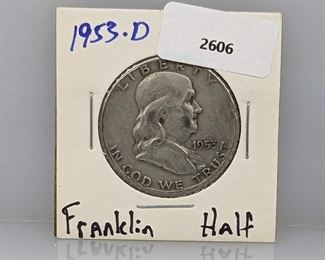 1953-D
2606
LIBERTY
1953
IN GOD WE TRUST
Franklin Half